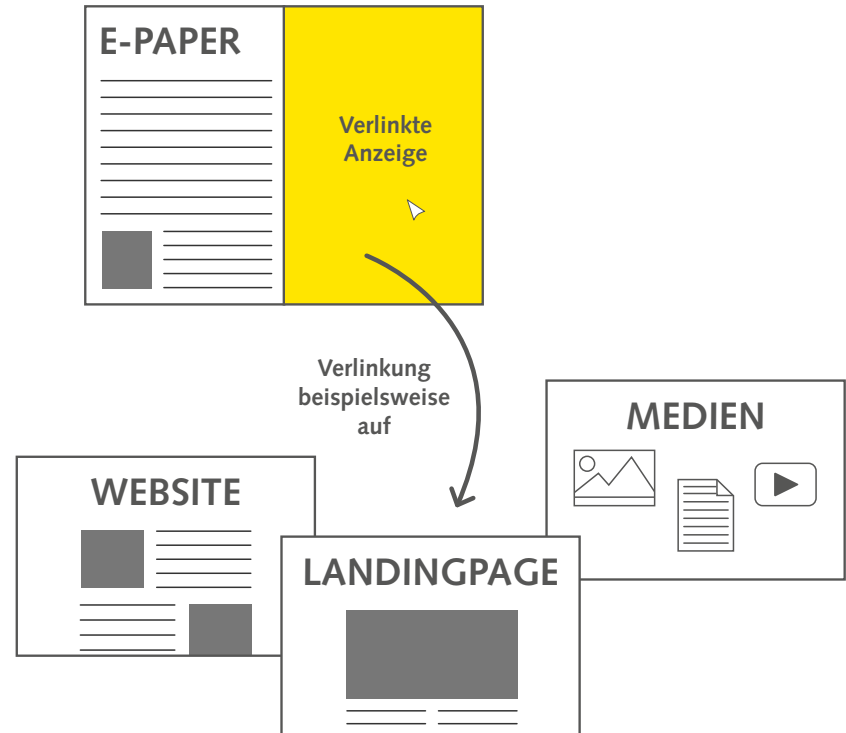 E-PAPER
Verlinkte
Anzeige
Verlinkung
beispielsweise
auf
MEDIEN
WEBSITE
LANDINGPAGE